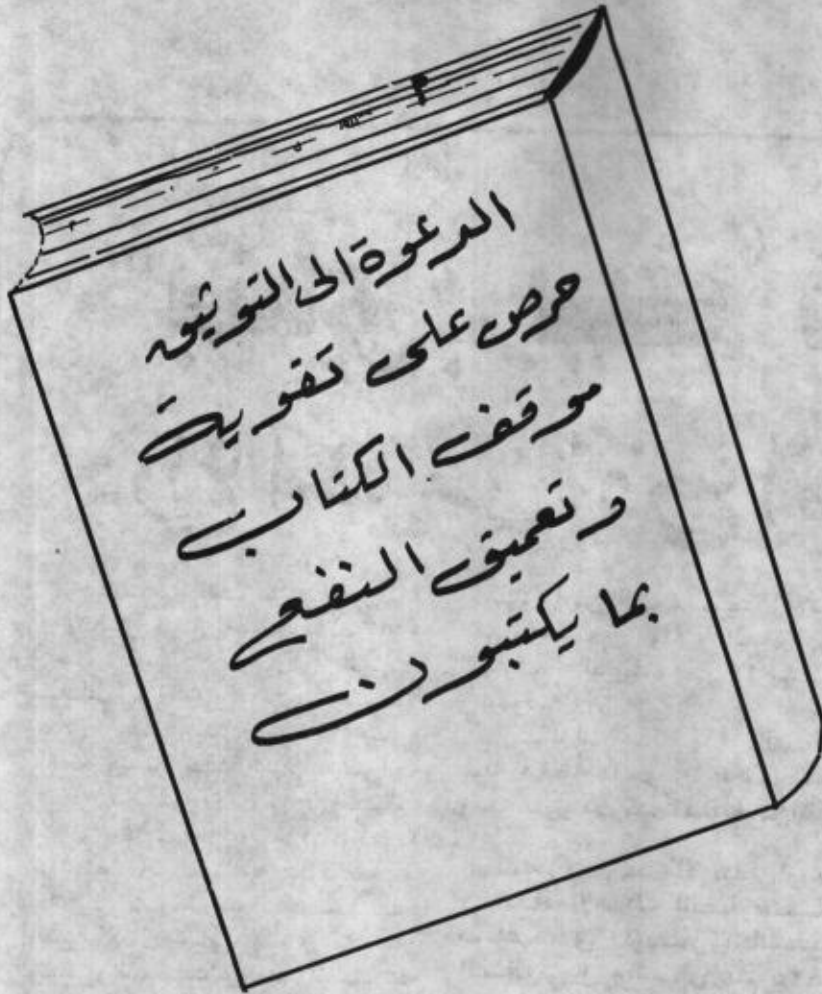 الدعوة الى التوثيق
حرص على تقوية
موقف الكتاب
وتعميق النفع
بما يكتبون